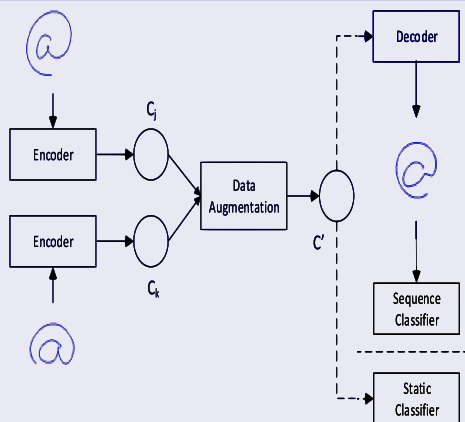 @
Encoder
Cj
Data
Augmentation
Encoder
Ck
@
C'
Decoder
@
Sequence
Classifier
Static
Classifier